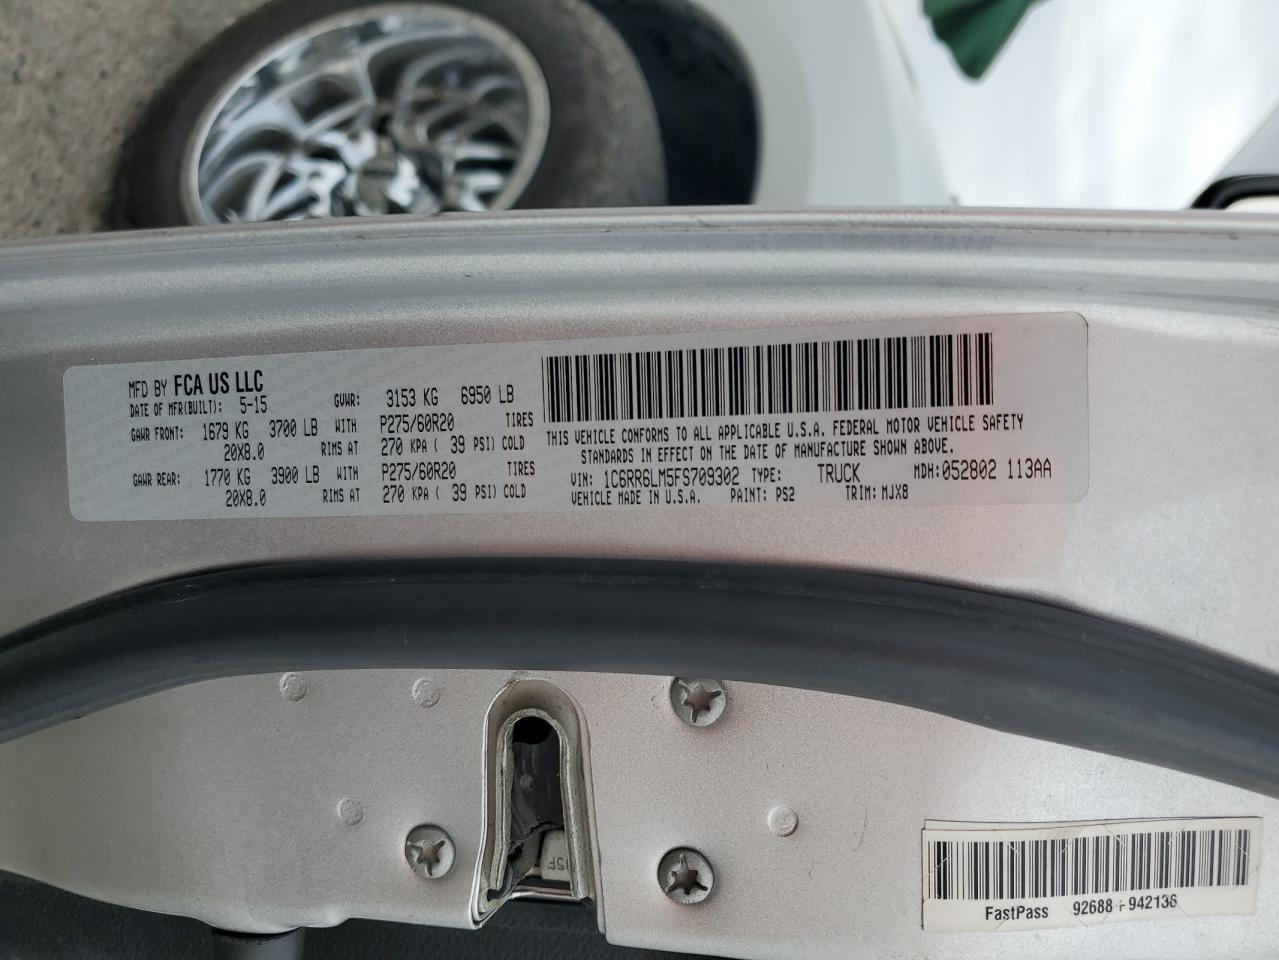 MFD BY FCA US LLC
DATE OF MFR(BUILT): 5-15 GVWR: 3153 KG 6950 LB
GAWR FRONT: 1679 KG 3700 LB WITH P275/60R20 TIRES
20X8.0 RIMS AT 270 KPA ( 39 PSI) COLD
GAWR REAR: 1770 KG 3900 LB WITH P275/60R20 TIRES
20X8.0 RIMS AT 270 KPA ( 39 PSI) COLD
THIS VEHICLE CONFORMS TO ALL APPLICABLE U.S.A. FEDERAL MOTOR VEHICLE SAFETY
STANDARDS IN EFFECT ON THE DATE OF MANUFACTURE SHOWN ABOVE.
VIN: 1C6RR6LM5FS709302 TYPE: TRUCK MDH: 052802 113AA
VEHICLE MADE IN U.S.A. PAINT: PS2 TRIM: MJX8
FastPass 92688 - 942136